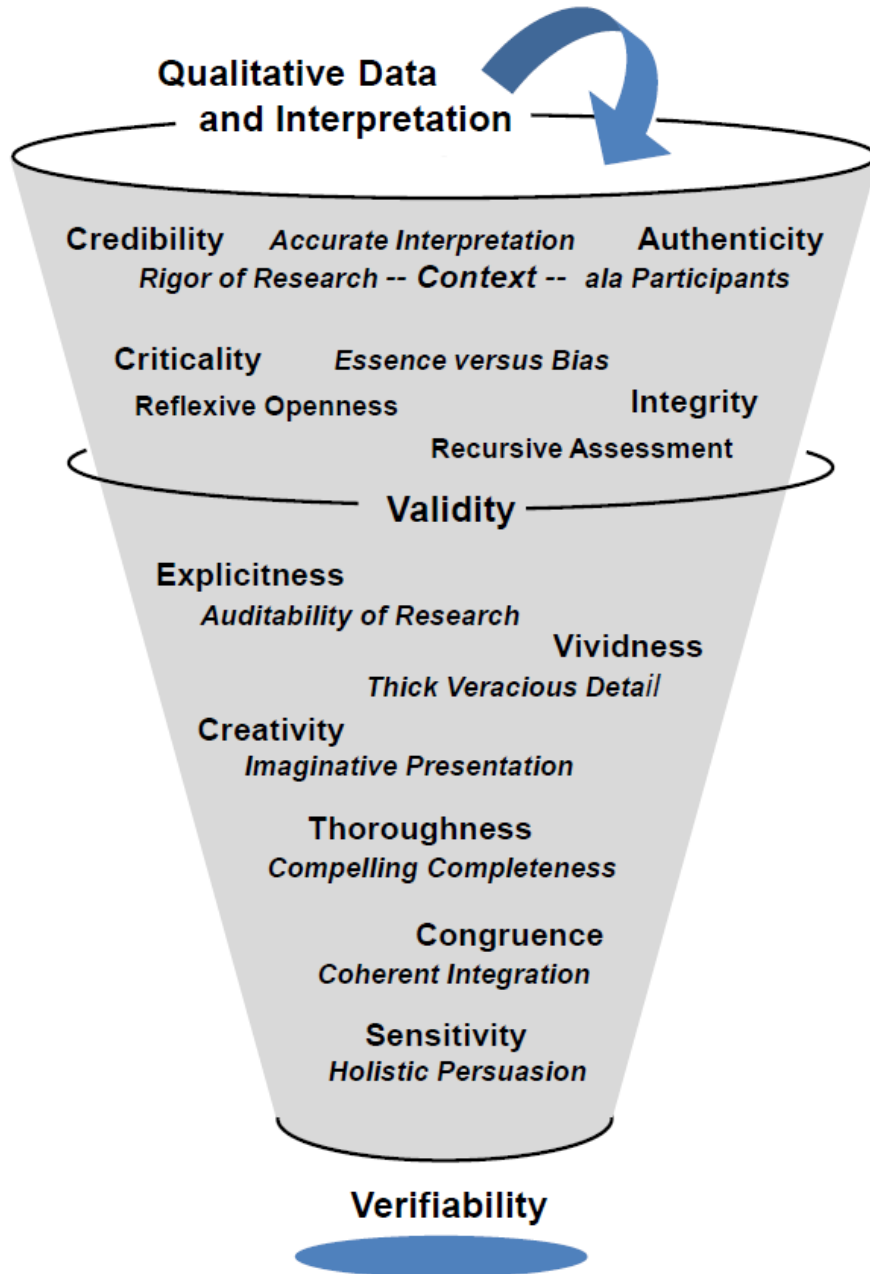 Qualitative Data
and Interpretation
Credibility Accurate Interpretation Authenticity
Rigor of Research -- Context -- ala Participants
Criticality Essence versus Bias
Reflexive Openness Integrity
Recursive Assessment
Validity
Explicitness
Auditability of Research
Vividness
Thick Veracious Detail
Creativity
Imaginative Presentation
Thoroughness
Compelling Completeness
Congruence
Coherent Integration
Sensitivity
Holistic Persuasion
Verifiability